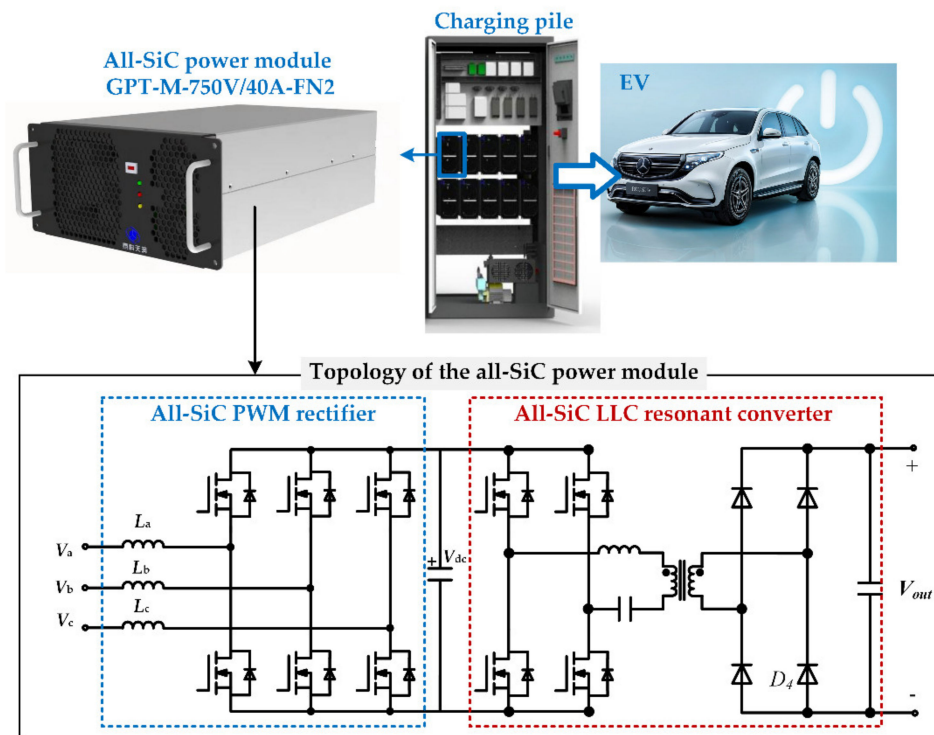 Charging pile
All-SiC power module
GPT-M-750V/40A-FN2
EV
Topology of the all-SiC power module
All-SiC PWM rectifier
All-SiC LLC resonant converter
+
La
Va
Lb
+
Vdc
Vb
Vout
Lc
Vc
D4
-